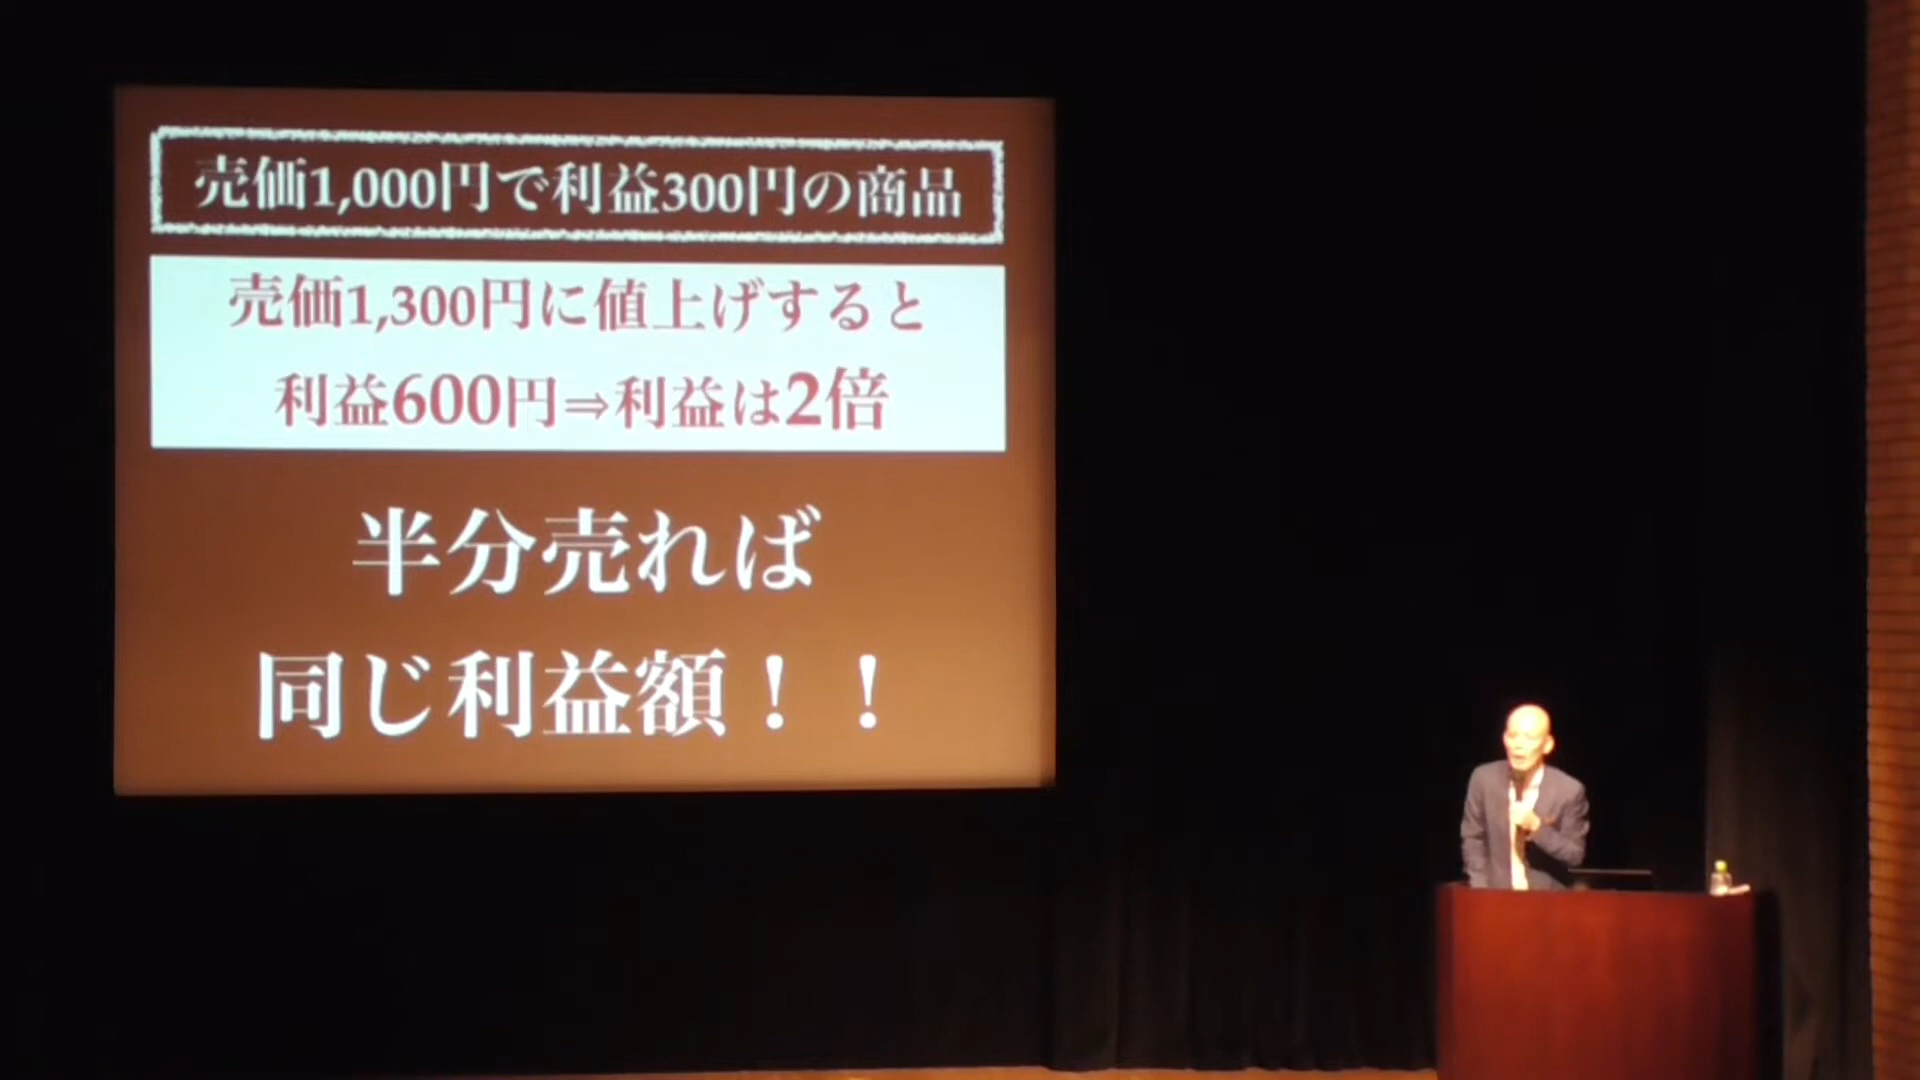 売価1,000円で利益300円の商品
売価1,300円に値上げすると
利益600円⇒利益は2倍
半分売れば
同じ利益額！！